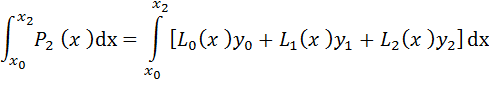 ∫_{x_0}^{x_2} P_2 (x )dx = ∫_{x_0}^{x_2} [L_0(x )y_0 + L_1(x )y_1 + L_2(x )y_2] dx